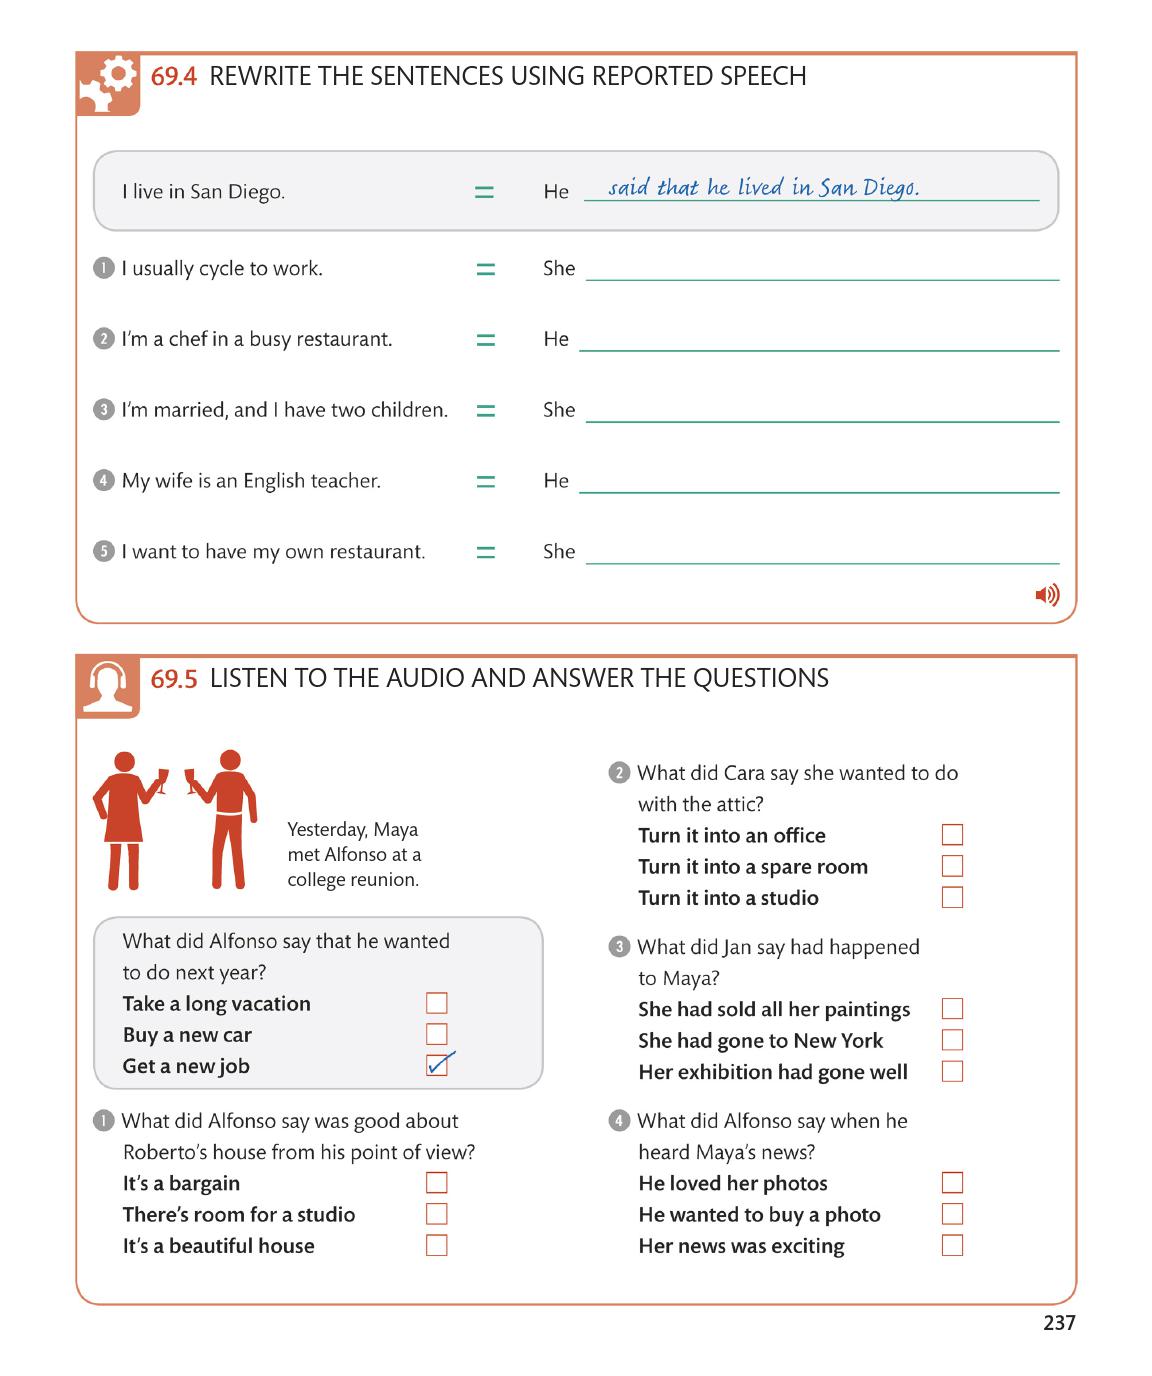 69.4 REWRITE THE SENTENCES USING REPORTED SPEECH
I live in San Diego. = He said that he lived in San Diego.
1 I usually cycle to work. = She
2 I'm a chef in a busy restaurant. = He
3 I'm married, and I have two children. = She
4 My wife is an English teacher. = He
5 I want to have my own restaurant. = She
69.5 LISTEN TO THE AUDIO AND ANSWER THE QUESTIONS
Yesterday, Maya
met Alfonso at a
college reunion.
What did Alfonso say that he wanted
to do next year?
Take a long vacation
Buy a new car
Get a new job
1 What did Alfonso say was good about
Roberto's house from his point of view?
It's a bargain
There's room for a studio
It's a beautiful house
2 What did Cara say she wanted to do
with the attic?
Turn it into an office
Turn it into a spare room
Turn it into a studio
3 What did Jan say had happened
to Maya?
She had sold all her paintings
She had gone to New York
Her exhibition had gone well
4 What did Alfonso say when he
heard Maya's news?
He loved her photos
He wanted to buy a photo
Her news was exciting
237